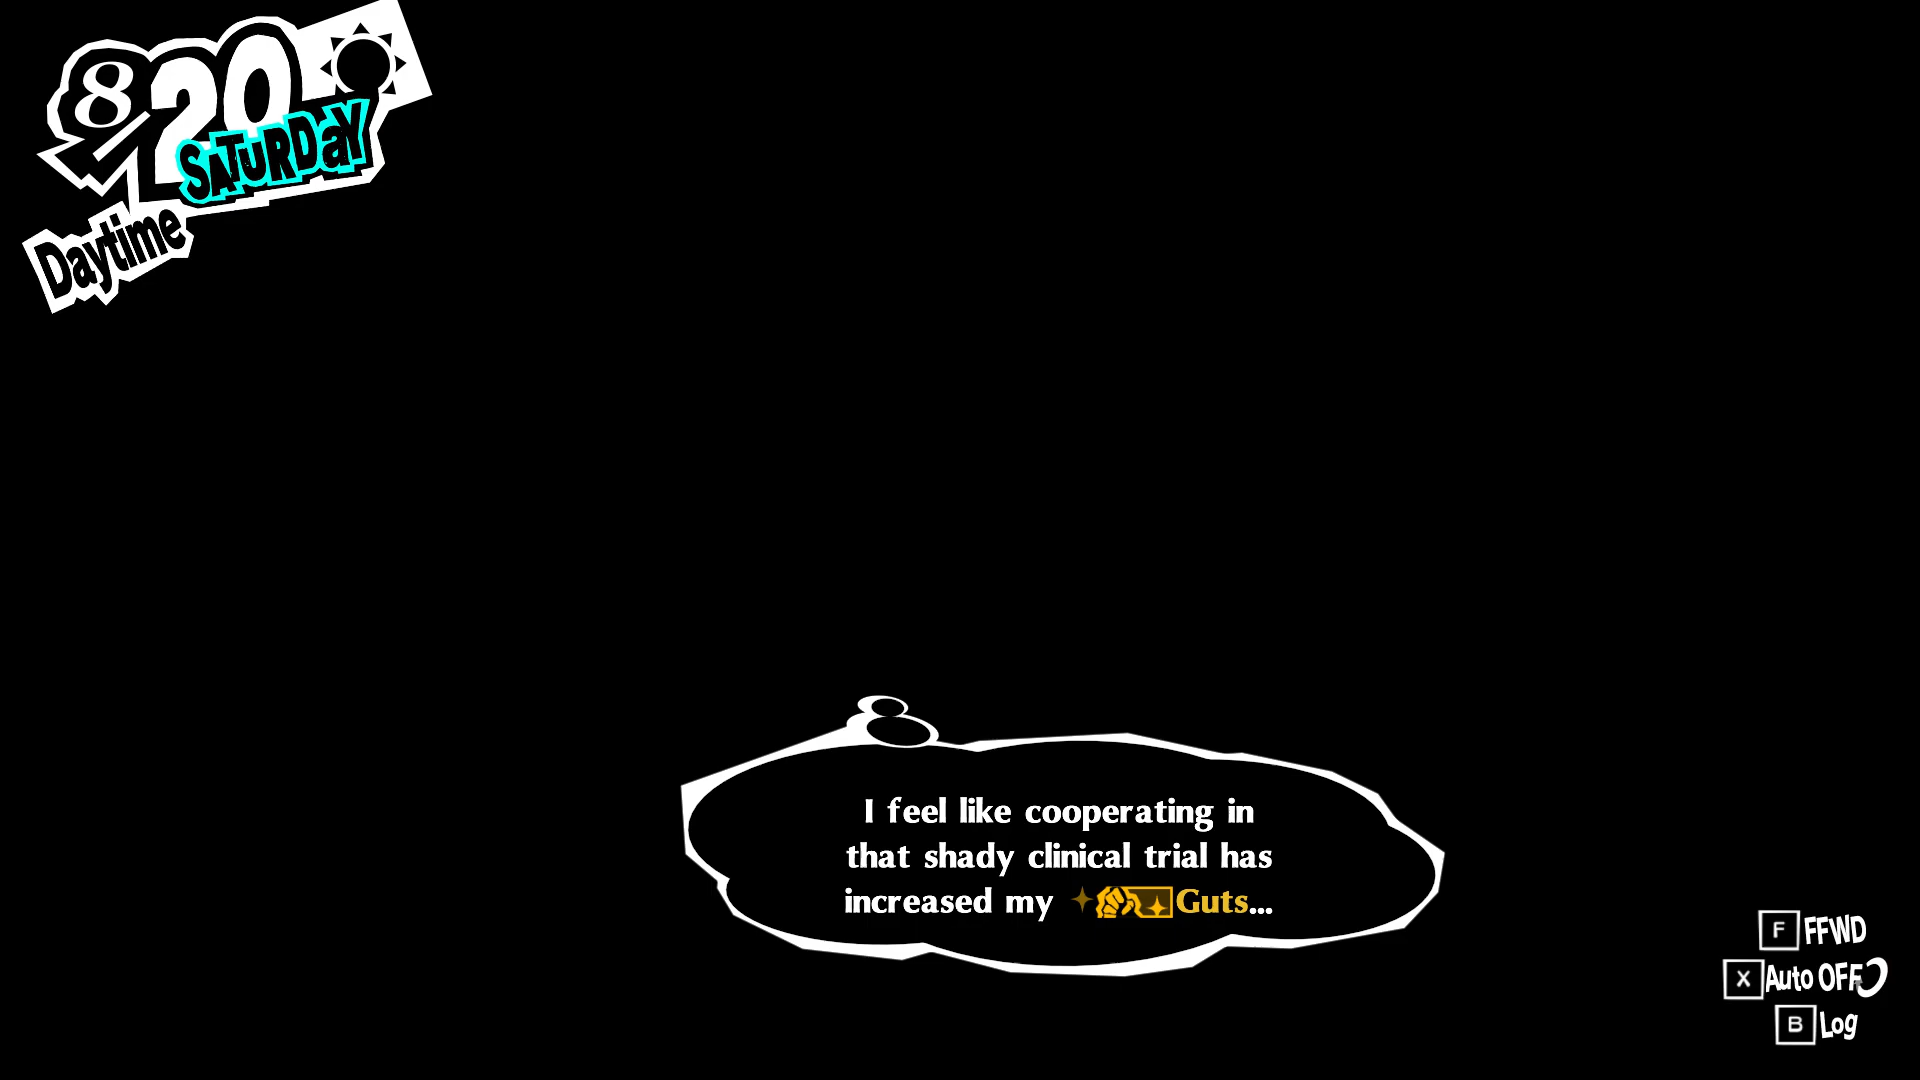 8/20
SATURDaY
Daytime
I feel like cooperating in
that shady clinical trial has
increased my Guts...
F FFWD
X Auto OFF
B Log